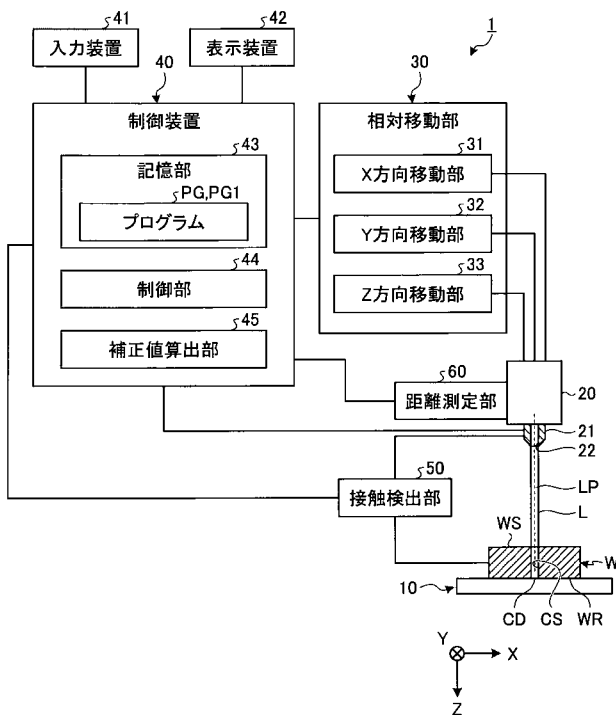 41
42
1
入力装置
表示装置
40
30
制御装置
相対移動部
43
31
記憶部
X方向移動部
PG,PG1
32
プログラム
Y方向移動部
44
33
制御部
Z方向移動部
45
補正値算出部
60
20
距離測定部
21
22
50
接触検出部
LP
L
WS
W
10
CD
CS
WR
Y
X
Z